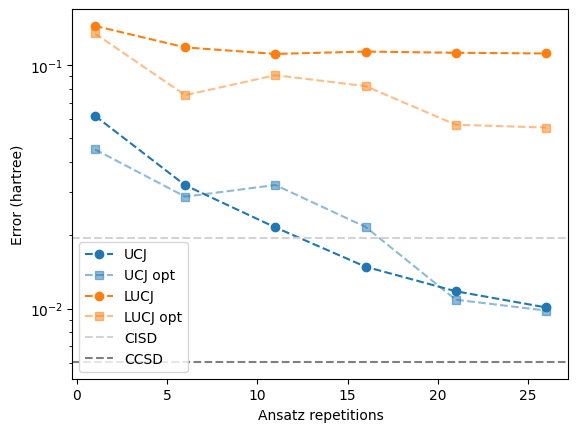 10⁻¹
10⁻²
Error (hartree)
UCJ
UCJ opt
LUCJ
LUCJ opt
CISD
CCSD
0 5 10 15 20 25
Ansatz repetitions